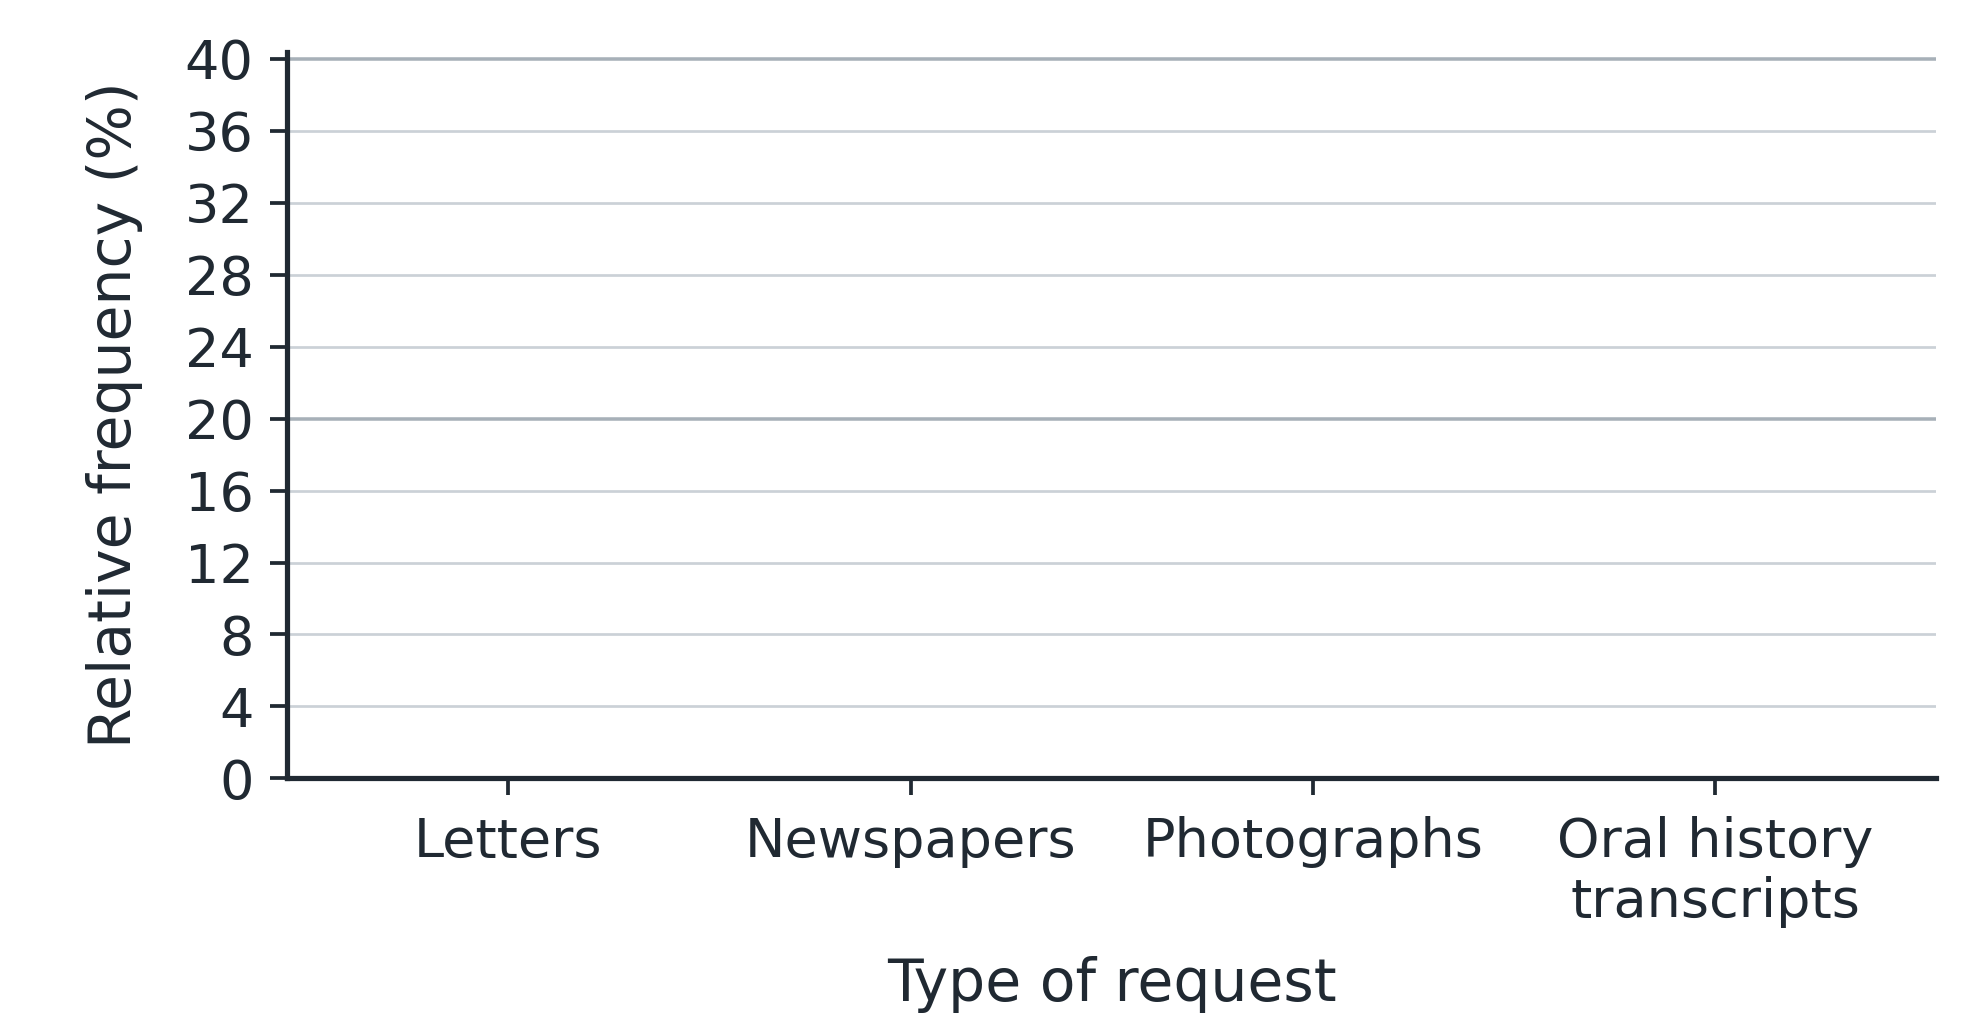 Relative frequency (%)
40
36
32
28
24
20
16
12
8
4
0
Letters
Newspapers
Photographs
Oral history
transcripts
Type of request